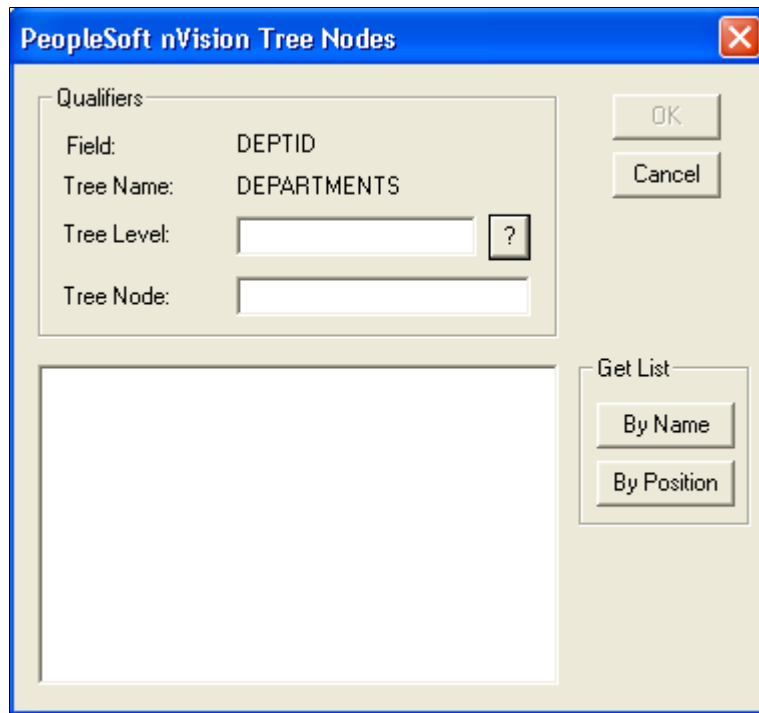 PeopleSoft nVision Tree Nodes
Qualifiers
Field: DEPTID
Tree Name: DEPARTMENTS
Tree Level: ?
Tree Node:
OK
Cancel
Get List
By Name
By Position